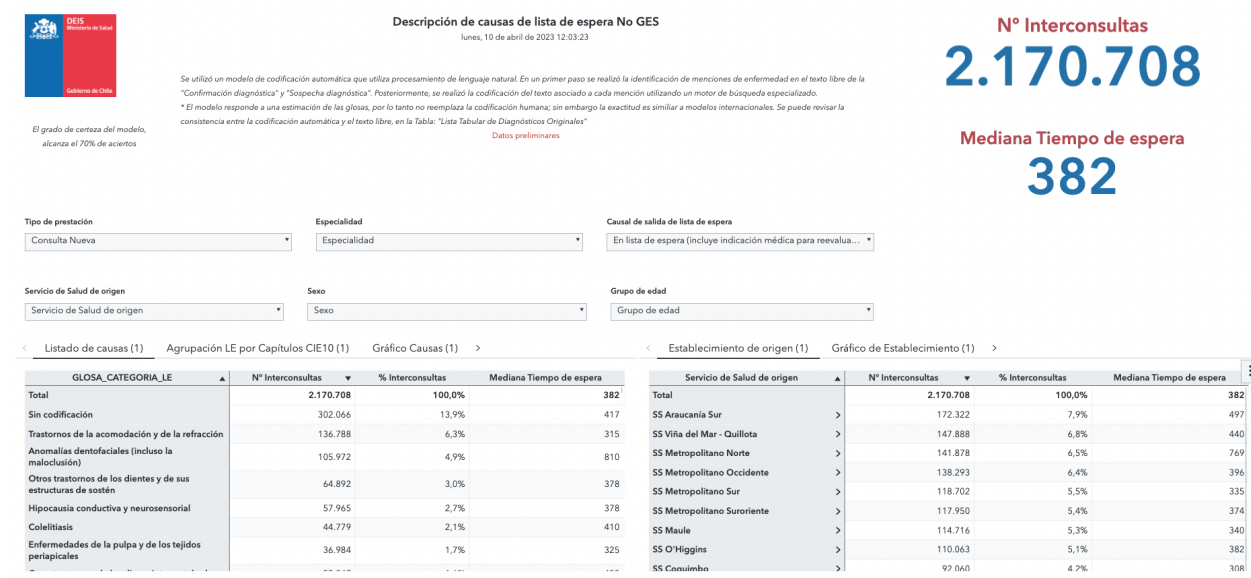 DEIS
Ministerio de Salud
Gobierno de Chile
El grado de certeza del modelo,
alcanza el 70% de aciertos
Descripción de causas de lista de espera No GES
lunes, 10 de abril de 2023 12:03:23
Se utilizó un modelo de codificación automática que utiliza procesamiento de lenguaje natural. En un primer paso se realizó la identificación de menciones de enfermedad en el texto libre de la
"Confirmación diagnóstica" y "Sospecha diagnóstica". Posteriormente, se realizó la codificación del texto asociado a cada mención utilizando un motor de búsqueda especializado.
* El modelo responde a una estimación de las glosas, por lo tanto no reemplaza la codificación humana; sin embargo la exactitud es similiar a modelos internacionales. Se puede revisar la
consistencia entre la codificación automática y el texto libre, en la Tabla: "Lista Tabular de Diagnósticos Originales"
Datos preliminares
N° Interconsultas
2.170.708
Mediana Tiempo de espera
382
Tipo de prestación
Consulta Nueva
Especialidad
Especialidad
Causal de salida de lista de espera
En lista de espera (incluye indicación médica para reevalua...
Servicio de Salud de origen
Servicio de Salud de origen
Sexo
Sexo
Grupo de edad
Grupo de edad
Listado de causas (1) Agrupación LE por Capítulos CIE10 (1) Gráfico Causas (1)
GLOSA_CATEGORIA_LE N° Interconsultas % Interconsultas Mediana Tiempo de espera
Total 2.170.708 100,0% 382
Sin codificación 302.066 13,9% 417
Trastornos de la acomodación y de la refracción 136.788 6,3% 315
Anomalías dentofaciales (incluso la
maloclusión) 105.972 4,9% 810
Otros trastornos de los dientes y de sus
estructuras de sostén 64.892 3,0% 378
Hipocausia conductiva y neurosensorial 57.965 2,7% 378
Colelitiasis 44.779 2,1% 410
Enfermedades de la pulpa y de los tejidos
periapicales 36.984 1,7% 325
Establecimiento de origen (1) Gráfico de Establecimiento (1)
Servicio de Salud de origen N° Interconsultas % Interconsultas Mediana Tiempo de espera
Total 2.170.708 100,0% 382
SS Araucanía Sur 172.322 7,9% 497
SS Viña del Mar - Quillota 147.888 6,8% 440
SS Metropolitano Norte 141.878 6,5% 769
SS Metropolitano Occidente 138.293 6,4% 396
SS Metropolitano Sur 118.702 5,5% 335
SS Metropolitano Suroriente 117.950 5,4% 374
SS Maule 114.716 5,3% 340
SS O'Higgins 110.063 5,1% 382
SS Coquimbo 92.060 4,2% 308